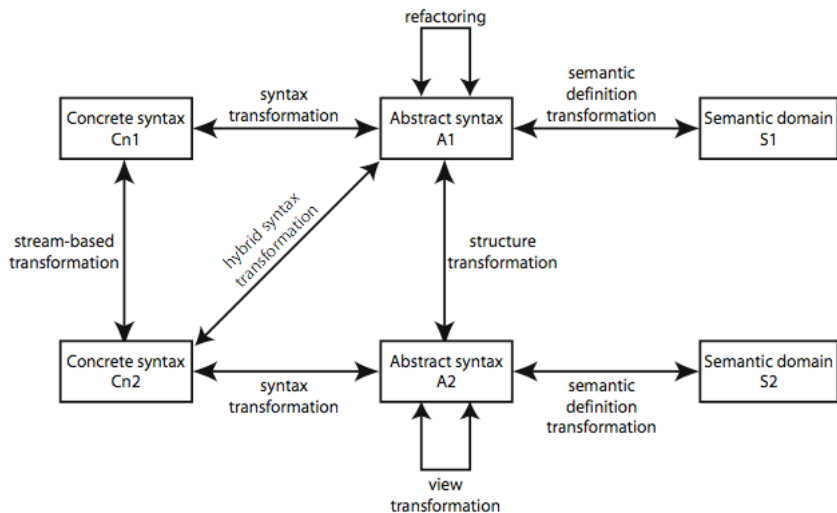 refactoring
syntax
transformation
semantic
definition
transformation
Concrete syntax
Cn1
Abstract syntax
A1
Semantic domain
S1
stream-based
transformation
hybrid syntax
transformation
structure
transformation
Concrete syntax
Cn2
Abstract syntax
A2
Semantic domain
S2
syntax
transformation
semantic
definition
transformation
view
transformation